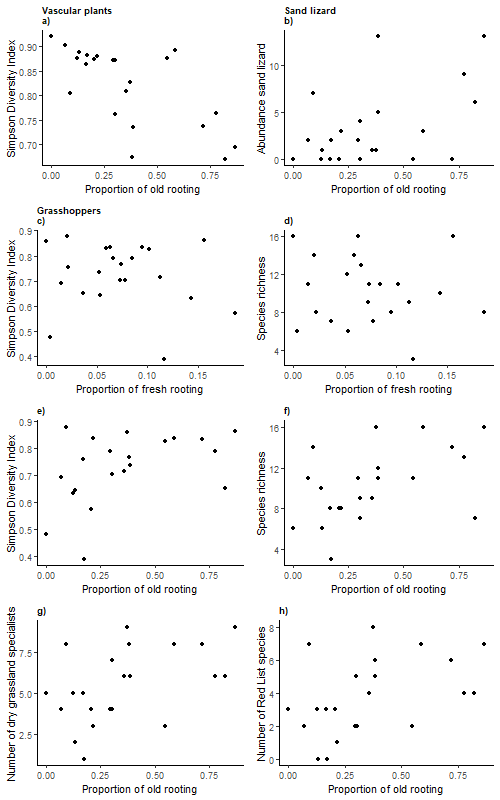 Vascular plants
a)
Simpson Diversity Index
0.90
0.85
0.80
0.75
0.70
0.00 0.25 0.50 0.75
Proportion of old rooting
Sand lizard
b)
Abundance sand lizard
10
5
0
0.00 0.25 0.50 0.75
Proportion of old rooting
Grasshoppers
c)
Simpson Diversity Index
0.9
0.8
0.7
0.6
0.5
0.4
0.00 0.05 0.10 0.15
Proportion of fresh rooting
d)
Species richness
16
12
8
4
0.00 0.05 0.10 0.15
Proportion of fresh rooting
e)
Simpson Diversity Index
0.9
0.8
0.7
0.6
0.5
0.4
0.00 0.25 0.50 0.75
Proportion of old rooting
f)
Species richness
16
12
8
4
0.00 0.25 0.50 0.75
Proportion of old rooting
g)
Number of dry grassland specialists
7.5
5.0
2.5
0.00 0.25 0.50 0.75
Proportion of old rooting
h)
Number of Red List species
8
6
4
2
0
0.00 0.25 0.50 0.75
Proportion of old rooting